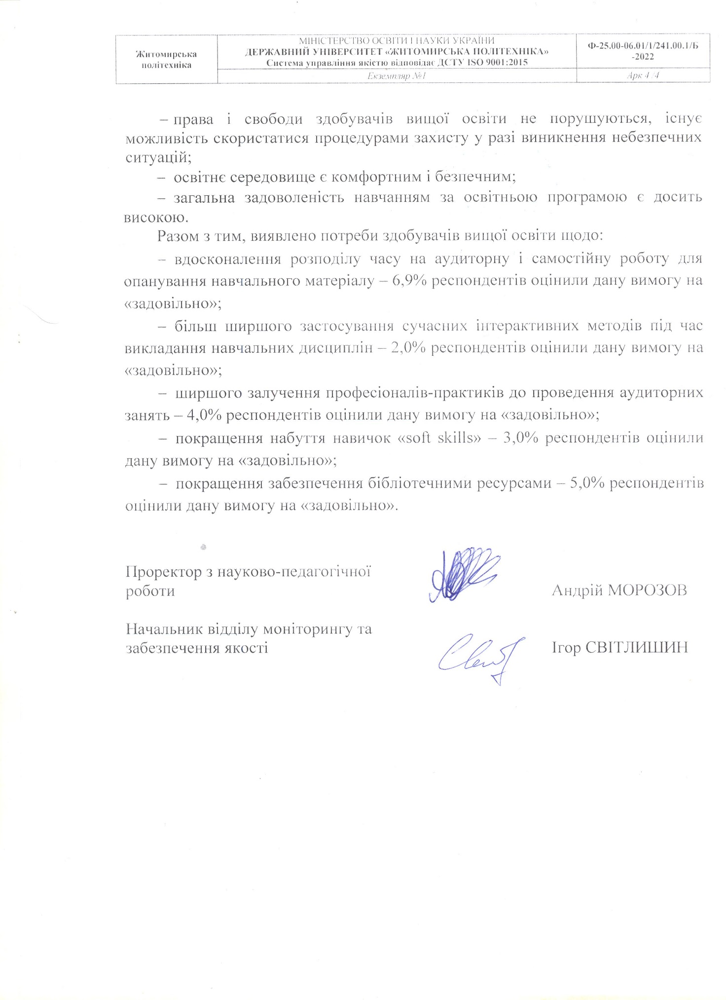 Житомирська
політехніка
МІНІСТЕРСТВО ОСВІТИ І НАУКИ УКРАЇНИ
ДЕРЖАВНИЙ УНІВЕРСИТЕТ «ЖИТОМИРСЬКА ПОЛІТЕХНІКА»
Система управління якістю відповідає ДСТУ ISO 9001:2015
Ф-25.00-06.01/1/241.00.1/Б
-2022
Екземпляр №1
Арк 4 /4
– права і свободи здобувачів вищої освіти не порушуються, існує
можливість скористатися процедурами захисту у разі виникнення небезпечних
ситуацій;
– освітнє середовище є комфортним і безпечним;
– загальна задоволеність навчанням за освітньою програмою є досить
високою.
Разом з тим, виявлено потреби здобувачів вищої освіти щодо:
– вдосконалення розподілу часу на аудиторну і самостійну роботу для
опанування навчального матеріалу – 6,9% респондентів оцінили дану вимогу на
«задовільно»;
– більш ширшого застосування сучасних інтерактивних методів під час
викладання навчальних дисциплін – 2,0% респондентів оцінили дану вимогу на
«задовільно»;
– ширшого залучення професіоналів-практиків до проведення аудиторних
занять – 4,0% респондентів оцінили дану вимогу на «задовільно»;
– покращення набуття навичок «soft skills» – 3,0% респондентів оцінили
дану вимогу на «задовільно»;
– покращення забезпечення бібліотечними ресурсами – 5,0% респондентів
оцінили дану вимогу на «задовільно».
Проректор з науково-педагогічної
роботи
Андрій МОРОЗОВ
Начальник відділу моніторингу та
забезпечення якості
Ігор СВІТЛИШИН